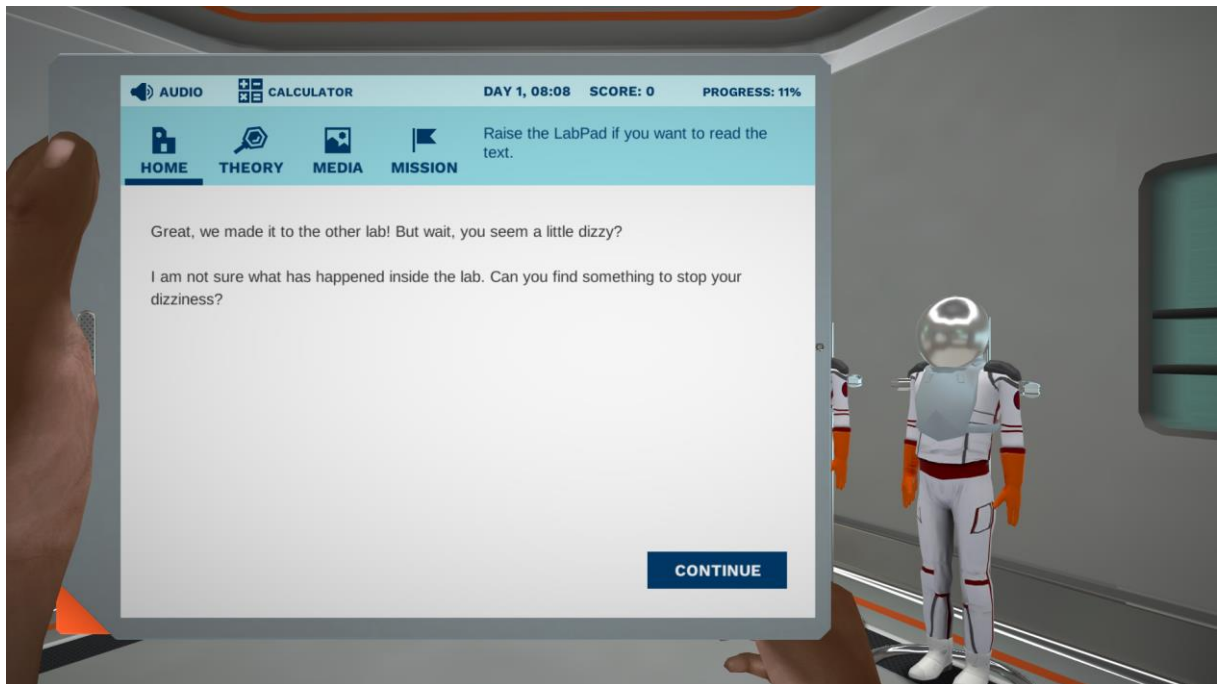 AUDIO
CALCULATOR
DAY 1, 08:08
SCORE: 0
PROGRESS: 11%
HOME
THEORY
MEDIA
MISSION
Raise the LabPad if you want to read the
text.
Great, we made it to the other lab! But wait, you seem a little dizzy?
I am not sure what has happened inside the lab. Can you find something to stop your
dizziness?
CONTINUE